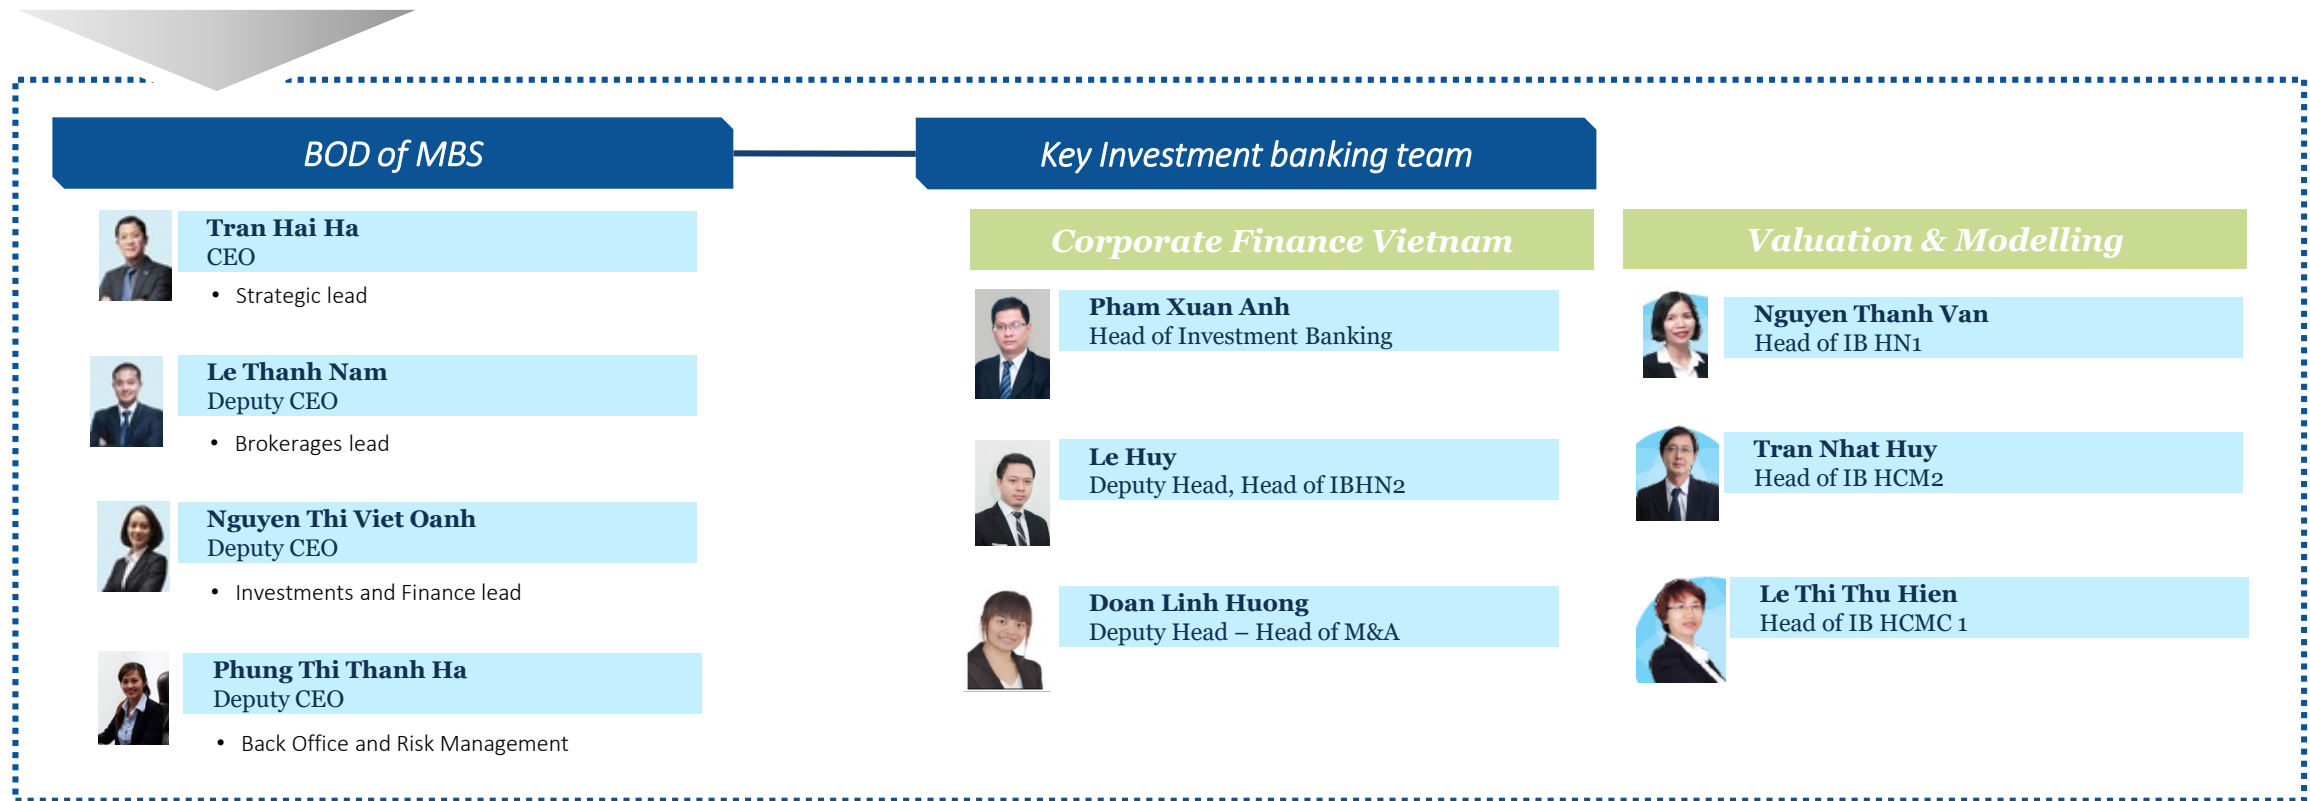 BOD of MBS
Tran Hai Ha
CEO
• Strategic lead
Le Thanh Nam
Deputy CEO
• Brokerages lead
Nguyen Thi Viet Oanh
Deputy CEO
• Investments and Finance lead
Phung Thi Thanh Ha
Deputy CEO
• Back Office and Risk Management
Key Investment banking team
Corporate Finance Vietnam
Pham Xuan Anh
Head of Investment Banking
Le Huy
Deputy Head, Head of IBHN2
Doan Linh Huong
Deputy Head – Head of M&A
Valuation & Modelling
Nguyen Thanh Van
Head of IB HN1
Tran Nhat Huy
Head of IB HCM2
Le Thi Thu Hien
Head of IB HCMC 1